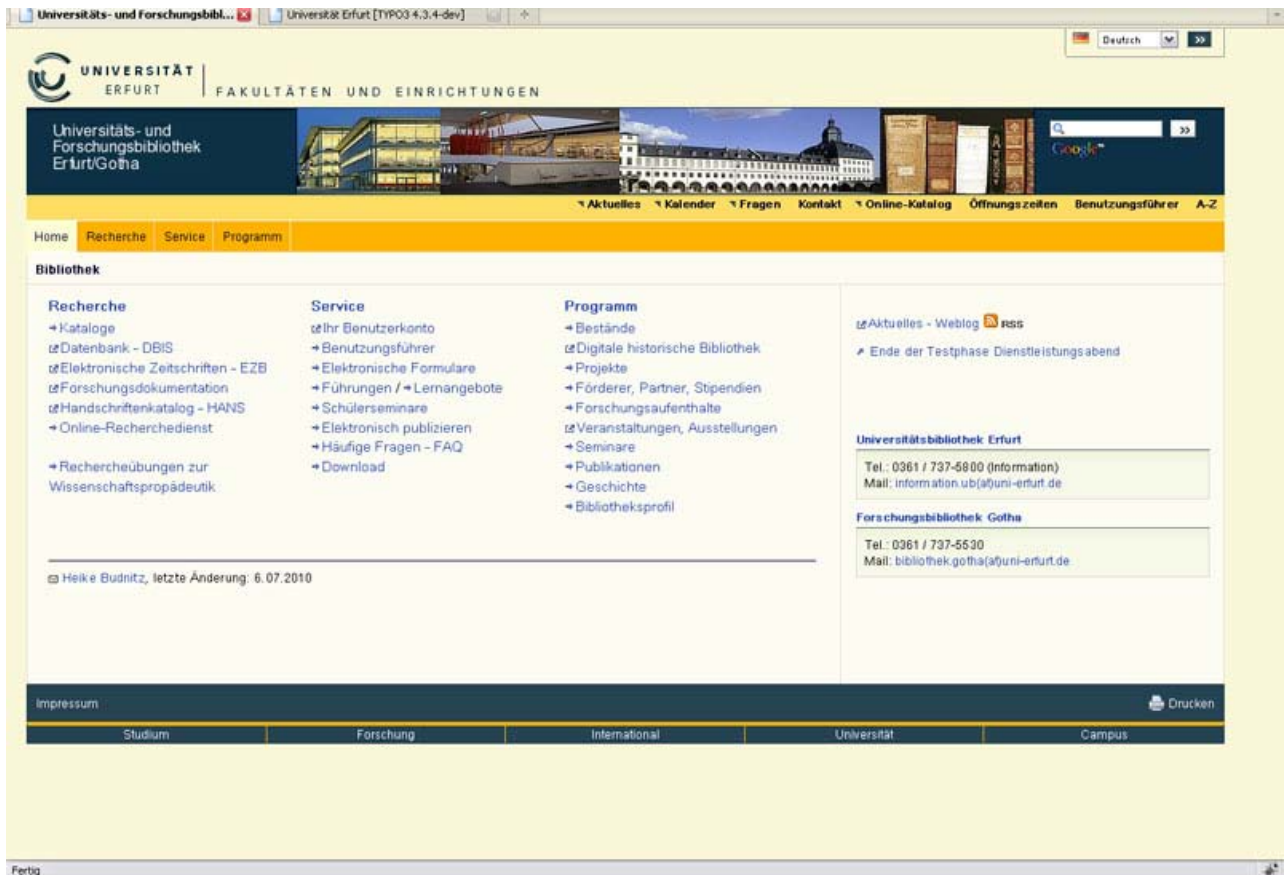 Universitäts- und Forschungsbibl...
Universität Erfurt [TYPO3 4.3.4-dev]
Deutsch
UNIVERSITÄT
ERFURT
FAKULTÄTEN UND EINRICHTUNGEN
Universitäts- und
Forschungsbibliothek
Erfurt/Gotha
Google™
Aktuelles Kalender Fragen Kontakt Online-Katalog Öffnungszeiten Benutzungsführer A-Z
Home Recherche Service Programm
Bibliothek
Recherche
Kataloge
Datenbank - DBIS
Elektronische Zeitschriften - EZB
Forschungsdokumentation
Handschriftenkatalog - HANS
Online-Recherchedienst
Rechercheübungen zur
Wissenschaftspropädeutik
Service
Ihr Benutzerkonto
Benutzungsführer
Elektronische Formulare
Führungen / Lernangebote
Schülerseminare
Elektronisch publizieren
Häufige Fragen - FAQ
Download
Programm
Bestände
Digitale historische Bibliothek
Projekte
Förderer, Partner, Stipendien
Forschungsaufenthalte
Veranstaltungen, Ausstellungen
Seminare
Publikationen
Geschichte
Bibliotheksprofil
Aktuelles - Weblog RSS
Ende der Testphase Dienstleistungsabend
Universitätsbibliothek Erfurt
Tel.: 0361 / 737-5800 (Information)
Mail: information.ub(at)uni-erfurt.de
Forschungsbibliothek Gotha
Tel.: 0361 / 737-5530
Mail: bibliothek.gotha(at)uni-erfurt.de
Heike Budnitz, letzte Änderung: 6.07.2010
Impressum
Drucken
Studium Forschung International Universität Campus
Fertig